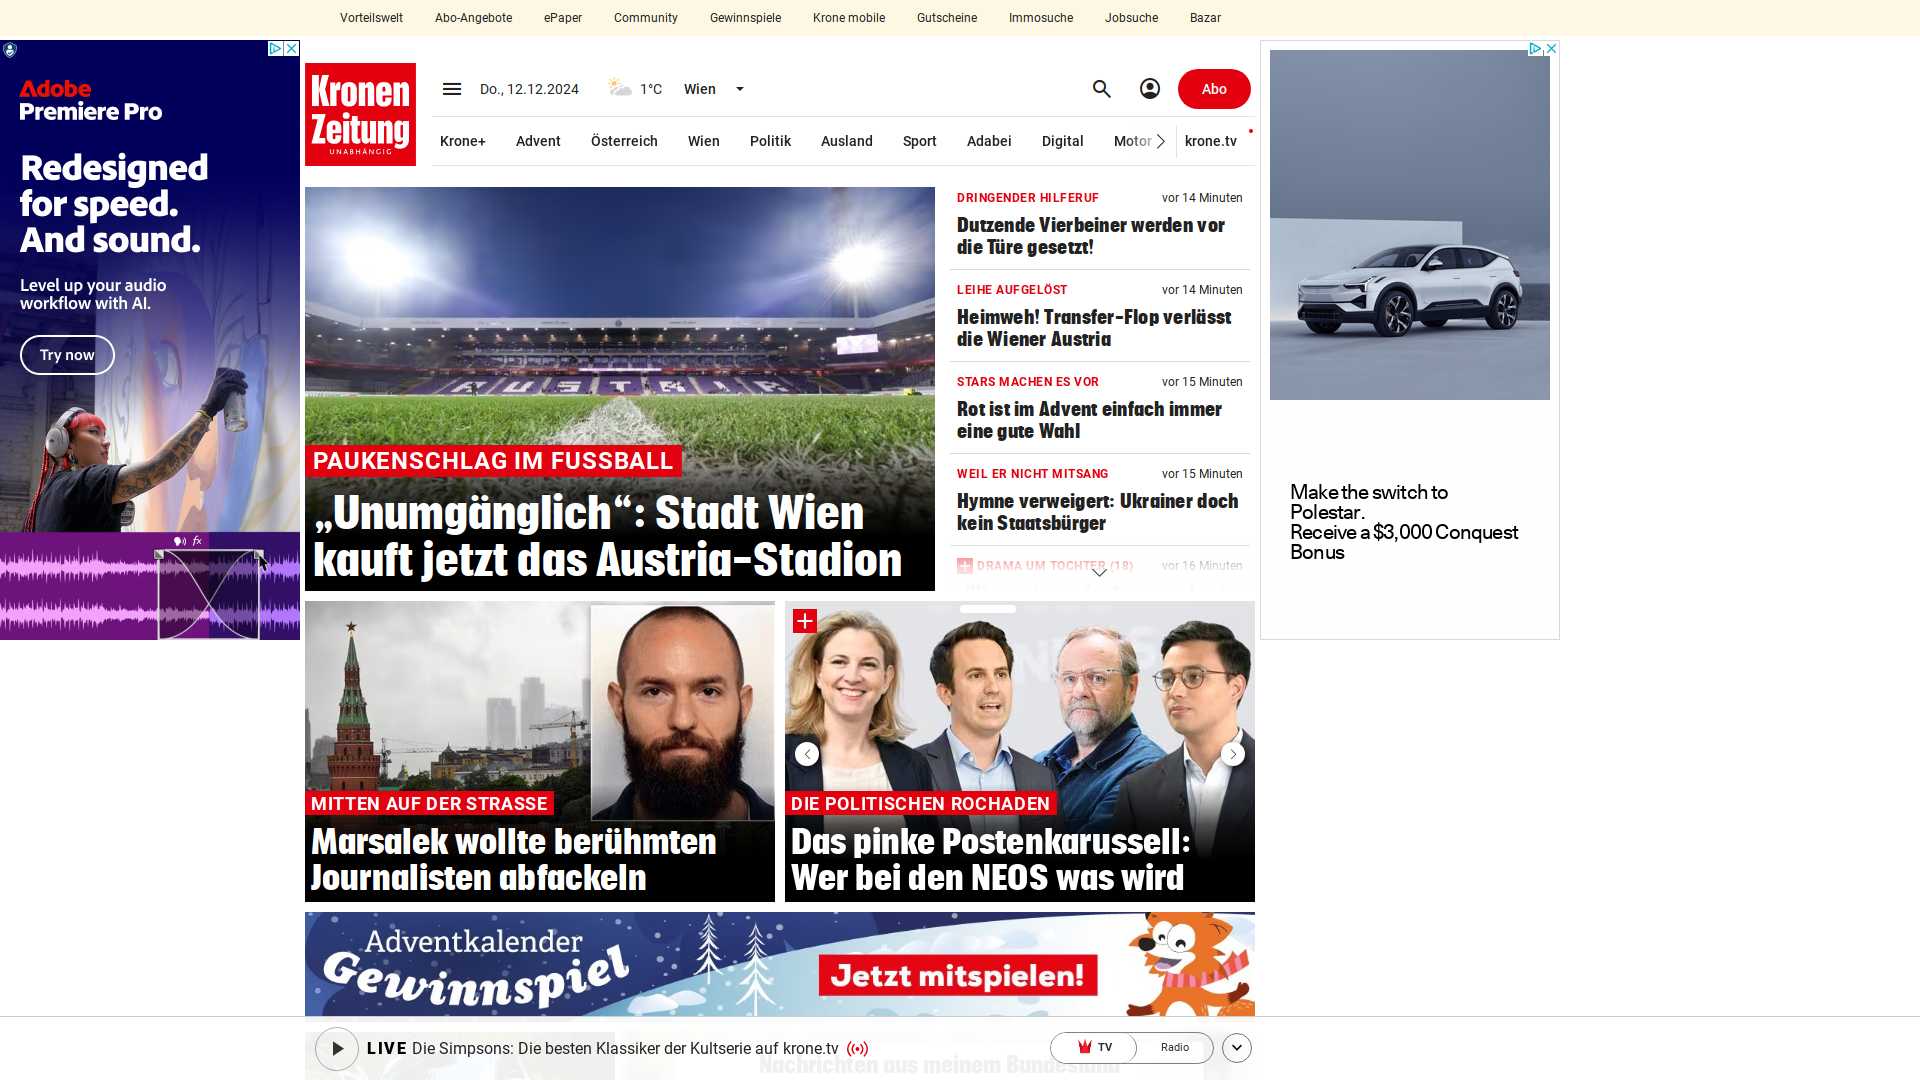 Vorteilswelt
Abo-Angebote
ePaper
Community
Gewinnspiele
Krone mobile
Gutscheine
Immosuche
Jobsuche
Bazar
Adobe
Premiere Pro
Redesigned
for speed.
And sound.
Level up your audio
workflow with AI.
Try now
fx
Kronen
Zeitung
UNABHÄNGIG
Do., 12.12.2024
1°C
Wien
Abo
Krone+
Advent
Österreich
Wien
Politik
Ausland
Sport
Adabei
Digital
Motor
krone.tv
AUSTRIA
PAUKENSCHLAG IM FUSSBALL
„Unumgänglich“: Stadt Wien
kauft jetzt das Austria-Stadion
DRINGENDER HILFERUF
vor 14 Minuten
Dutzende Vierbeiner werden vor
die Türe gesetzt!
LEIHE AUFGELÖST
vor 14 Minuten
Heimweh! Transfer-Flop verlässt
die Wiener Austria
STARS MACHEN ES VOR
vor 15 Minuten
Rot ist im Advent einfach immer
eine gute Wahl
WEIL ER NICHT MITSANG
vor 15 Minuten
Hymne verweigert: Ukrainer doch
kein Staatsbürger
DRAMA UM TOCHTER (18)
vor 16 Minuten
MITTEN AUF DER STRASSE
Marsalek wollte berühmten
Journalisten abfackeln
DIE POLITISCHEN ROCHADEN
Das pinke Postenkarussell:
Wer bei den NEOS was wird
Adventkalender
Gewinnspiel
Jetzt mitspielen!
Make the switch to
Polestar.
Receive a $3,000 Conquest
Bonus
LIVE Die Simpsons: Die besten Klassiker der Kultserie auf krone.tv
TV
Radio
Nachrichten aus meinem Bundesland